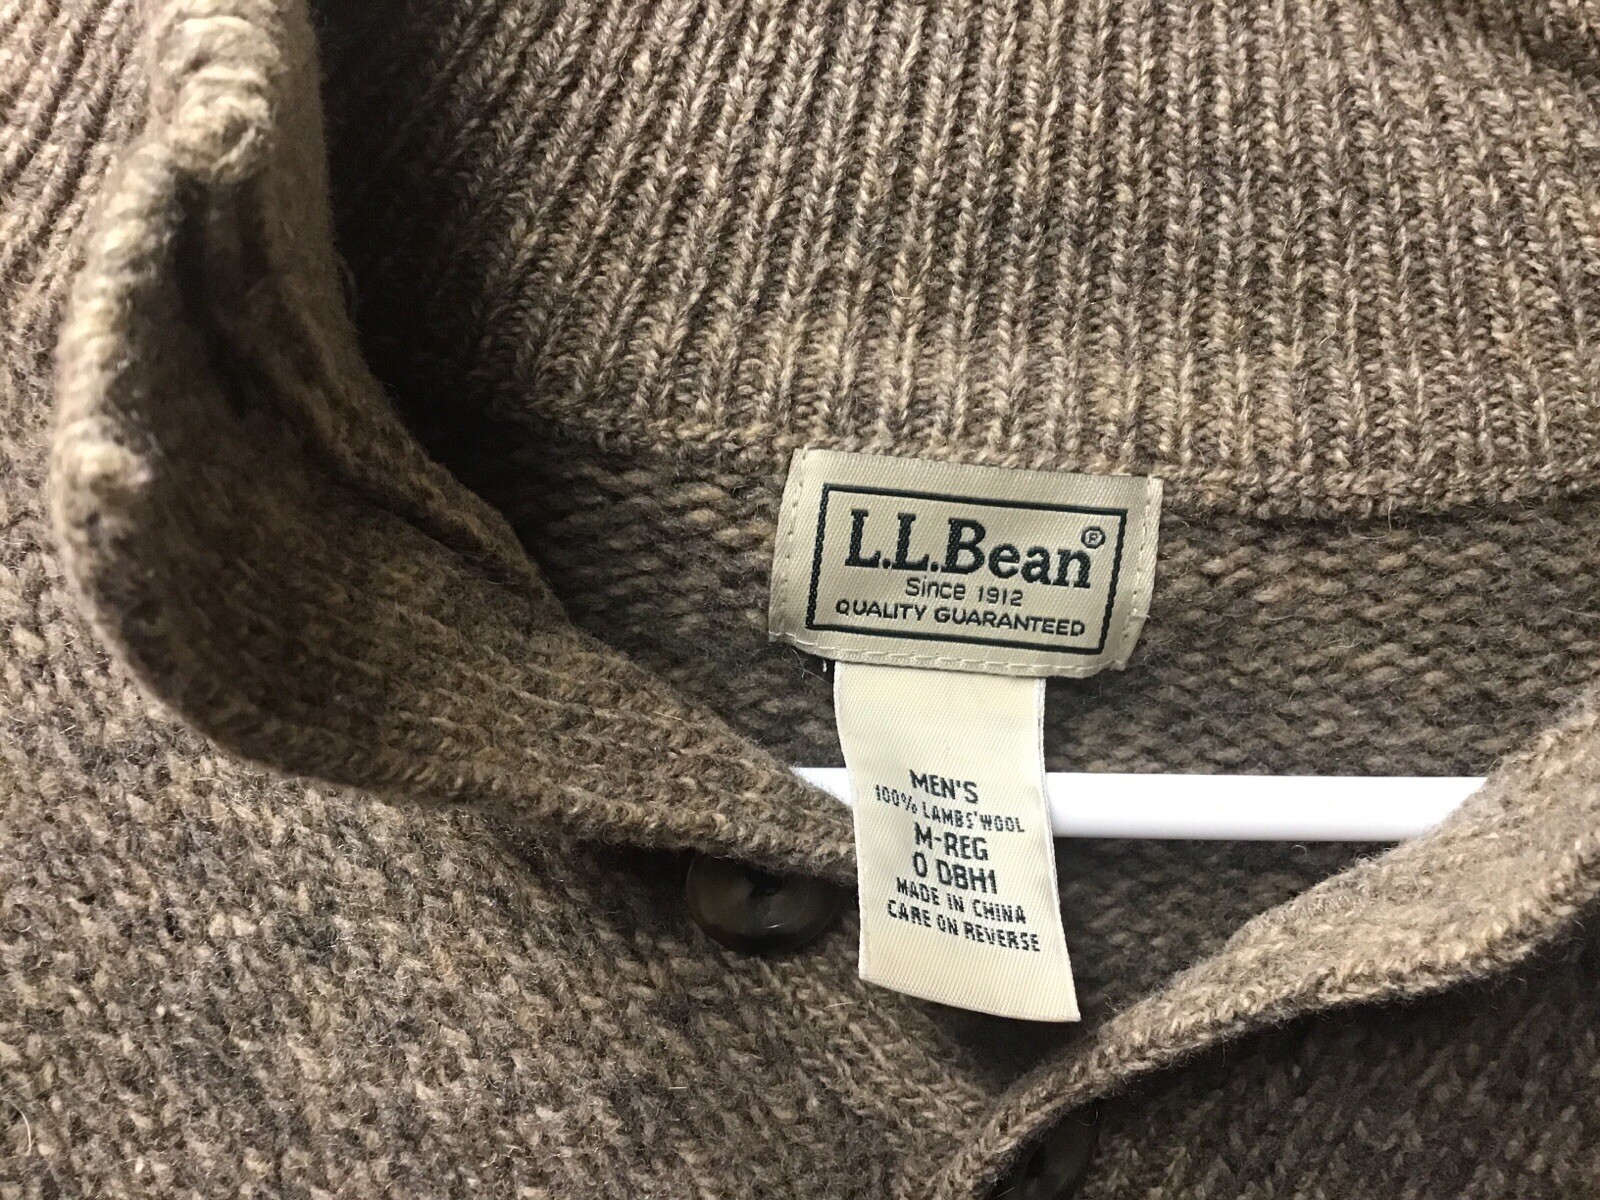 L.L.Bean®
Since 1912
QUALITY GUARANTEED
MEN'S
100% LAMBS'WOOL
M-REG
0 DBH1
MADE IN CHINA
CARE ON REVERSE